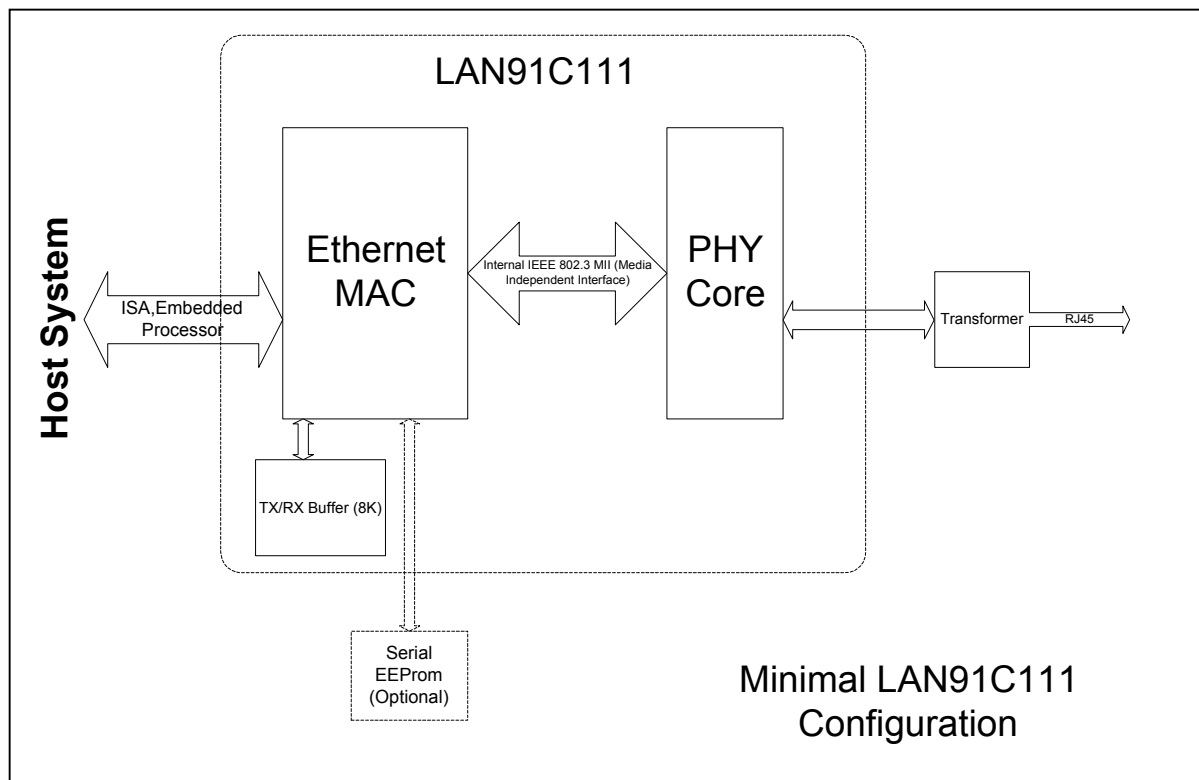 LAN91C111
Host System
ISA,Embedded
Processor
Ethernet
MAC
Internal IEEE 802.3 MII (Media
Independent Interface)
PHY
Core
Transformer
RJ45
TX/RX Buffer (8K)
Serial
EEProm
(Optional)
Minimal LAN91C111
Configuration